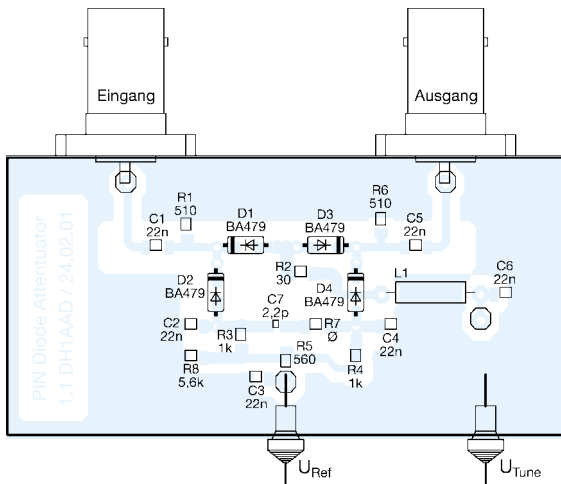 Eingang
Ausgang
PIN Diode Attentuator
1.1 DH1AAD / 24.02.01
R1
510
R6
510
C1
22n
D1
BA479
D3
BA479
C5
22n
D2
BA479
R2
30
D4
BA479
L1
C6
22n
C7
2,2p
C2
22n
R3
1k
R7
Ø
C4
22n
R8
5,6k
R5
560
R4
1k
C3
22n
URef
UTune